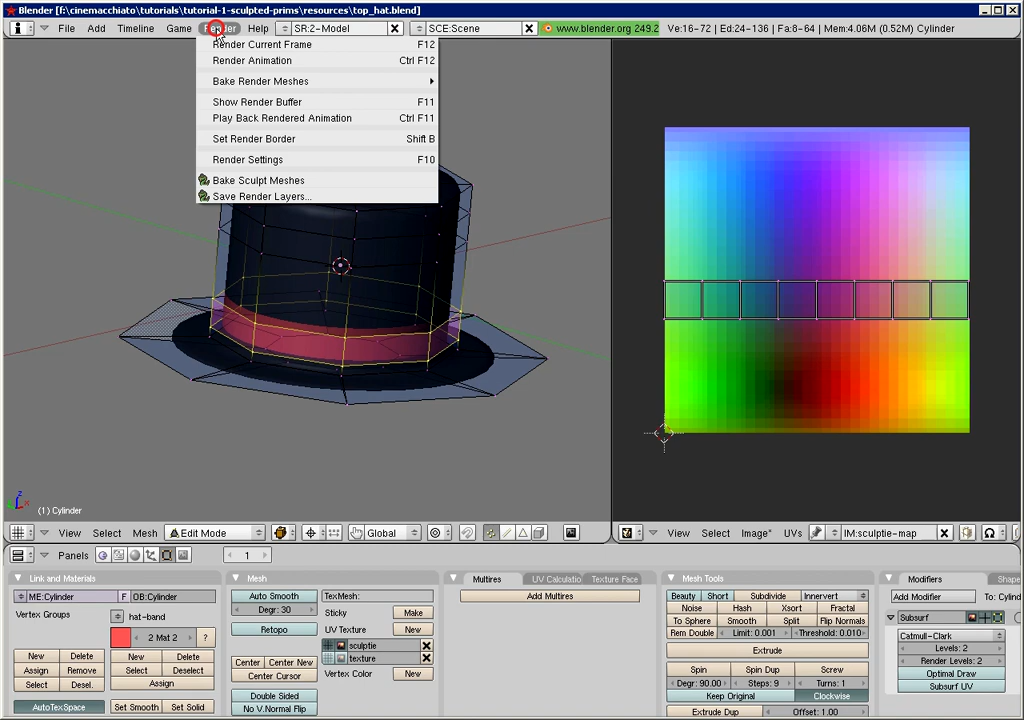 Blender [f:\cinemacchiato\tutorials\tutorial-1-sculpted-prims\resources\top_hat.blend]
File Add Timeline Game Render Help SR:2-Model SCE:Scene www.blender.org 249.2 Ve:16-72 | Ed:24-136 | Fa:8-64 | Mem:4.06M (0.52M) Cylinder
Render Current Frame F12
Render Animation Ctrl F12
Bake Render Meshes
Show Render Buffer F11
Play Back Rendered Animation Ctrl F11
Set Render Border Shift B
Render Settings F10
Bake Sculpt Meshes
Save Render Layers...
z
(1) Cylinder
View Select Mesh Edit Mode Global View Select Image* UVs IM:sculptie-map
Panels 1
Link and Materials
ME:Cylinder F OB:Cylinder
Vertex Groups
hat-band
2 Mat 2 ?
New Delete
Assign Remove
Select Desel.
New Delete
Select Deselect
Assign
AutoTexSpace Set Smooth Set Solid
Mesh
Auto Smooth
Degr: 30
Retopo
Center Center New
Center Cursor
Double Sided
No V.Normal Flip
TexMesh:
Sticky Make
UV Texture New
sculptie
texture
Vertex Color New
Multires UV Calculatio Texture Face
Add Multires
Mesh Tools
Beauty Short Subdivide Innervert
Noise Hash Xsort Fractal
To Sphere Smooth Split Flip Normals
Rem Double Limit: 0.001 Threshold: 0.010
Extrude
Spin Spin Dup Screw
Degr: 90.00 Steps: 9 Turns: 1
Keep Original Clockwise
Extrude Dup Offset: 1.00
Modifiers Shape
Add Modifier To: Cylind
Subsurf
Catmull-Clark
Levels: 2
Render Levels: 2
Optimal Draw
Subsurf UV